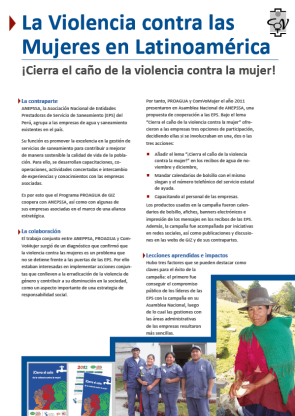 La Violencia contra las
Mujeres en Latinoamérica
¡Cierra el caño de la violencia contra la mujer!
La contraparte
ANEPSSA, la Asociación Nacional de Entidades
Prestadoras de Servicio de Saneamiento (EPS) del
Perú, agrupa a las empresas de agua y saneamiento
existentes en el país.
Su función es promover la excelencia en la gestión de
servicios de saneamiento para contribuir a mejorar
de manera sostenible la calidad de vida de la pobla-
ción. Para ello, se desarrollan capacitaciones, co-
operaciones, actividades concertadas e intercambio
de experiencias y conocimientos con las empresas
asociadas.
Es por esto que el Programa PROAGUA de GIZ
coopera con ANEPSSA, así como con algunas de
sus empresas asociadas en el marco de una alianza
estratégica.
La colaboración
El trabajo conjunto entre ANEPSSA, PROAGUA y Com-
VoMujer surgió de un diagnóstico que confirmó que
la violencia contra las mujeres es un problema que
no se detiene frente a las puertas de las EPS. Por ello
estaban interesadas en implementar acciones conjun-
tas que conlleven a la erradicación de la violencia de
género y contribuir a su disminución en la sociedad,
como un aspecto importante de una estrategia de
responsabilidad social
Por tanto, PROAGUA y ComVoMujer el año 2011
presentaron en Asamblea Nacional de ANEPSSA, una
propuesta de cooperación a las EPS. Bajo el lema
"Cierra el caño de la violencia contra la mujer" ofre-
cieron a las empresas tres opciones de participación,
decidiendo si se involucraban en una, dos o las
tres acciones:
Añadir el lema "¡Cierra el caño de la violencia
contra la mujer!" en los recibos de agua de no-
viembre y diciembre,
Mandar calendarios de bolsillo con el mismo
slogan y el número telefónico del servicio estatal
de ayuda.
Capacitaciones al personal de las empresas.
Los productos usados en la campaña fueron calen-
darios de bolsillo, afiches, banners electrónicos e
impresión de los mensajes en los recibos de las EPS.
Además, la campaña fue acompañada por iniciativas
en redes sociales, así como publicaciones y discusio-
nes en las webs de GIZ y de sus contrapartes.
Lecciones aprendidas e impactos
Hubo tres factores que se pueden destacar como
claves para el éxito de la
campaña: el primero fue
conseguir el compromiso
público de los líderes de las
EPS con la campaña en su
Asamblea Nacional, luego
de lo cual las gestiones con
las áreas administrativas
de las empresas resultaron
más sencillas.
2012